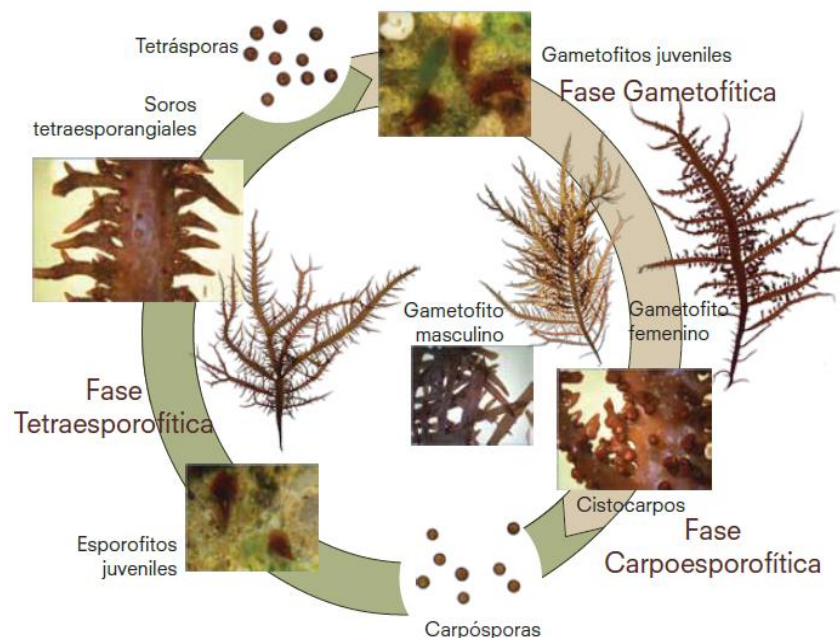 Tetrásporas
Gametofitos juveniles
Fase Gametofítica
Soros
tetraesporangiales
Gametofito
masculino
Gametofito
femenino
Fase
Tetraesporofítica
Cistocarpos
Fase
Carpoesporofítica
Esporofitos
juveniles
Carpósporas